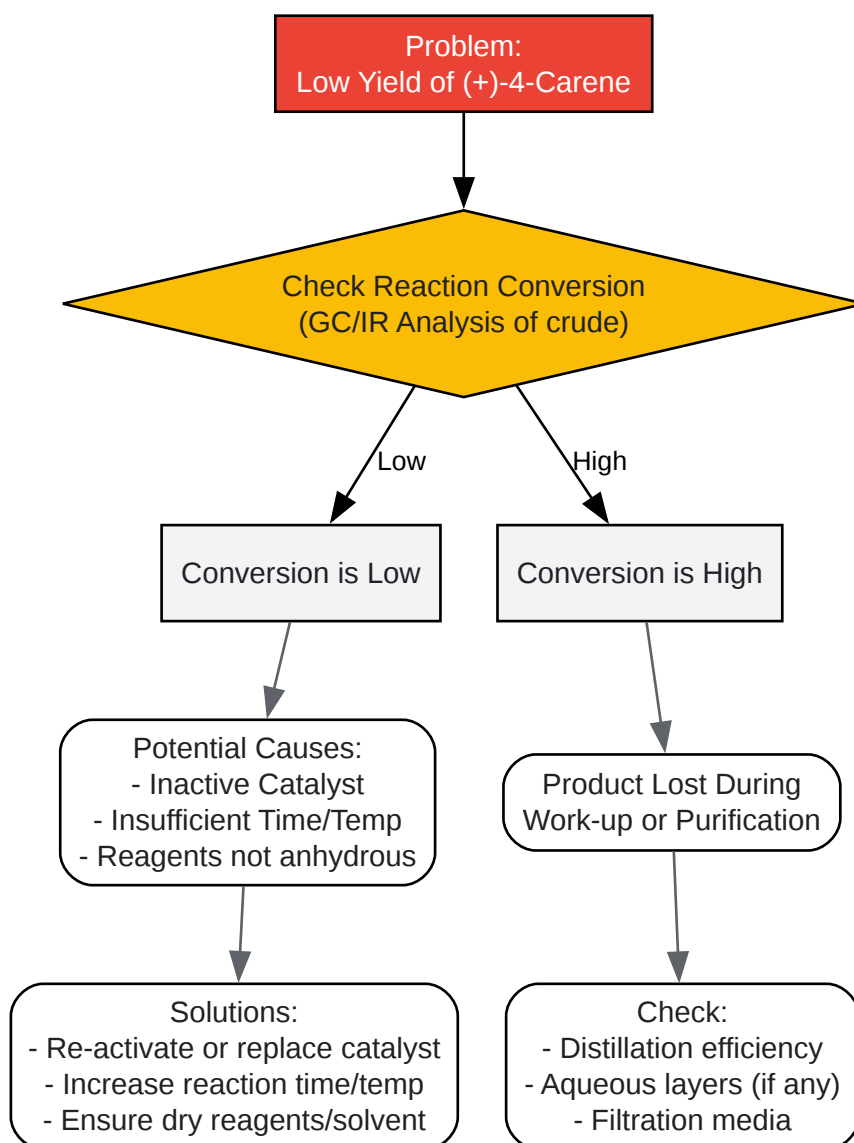 Problem:
Low Yield of (+)-4-Carene
Check Reaction Conversion
(GC/IR Analysis of crude)
Low
High
Conversion is Low
Conversion is High
Potential Causes:
- Inactive Catalyst
- Insufficient Time/Temp
- Reagents not anhydrous
Product Lost During
Work-up or Purification
Solutions:
- Re-activate or replace catalyst
- Increase reaction time/temp
- Ensure dry reagents/solvent
Check:
- Distillation efficiency
- Aqueous layers (if any)
- Filtration media